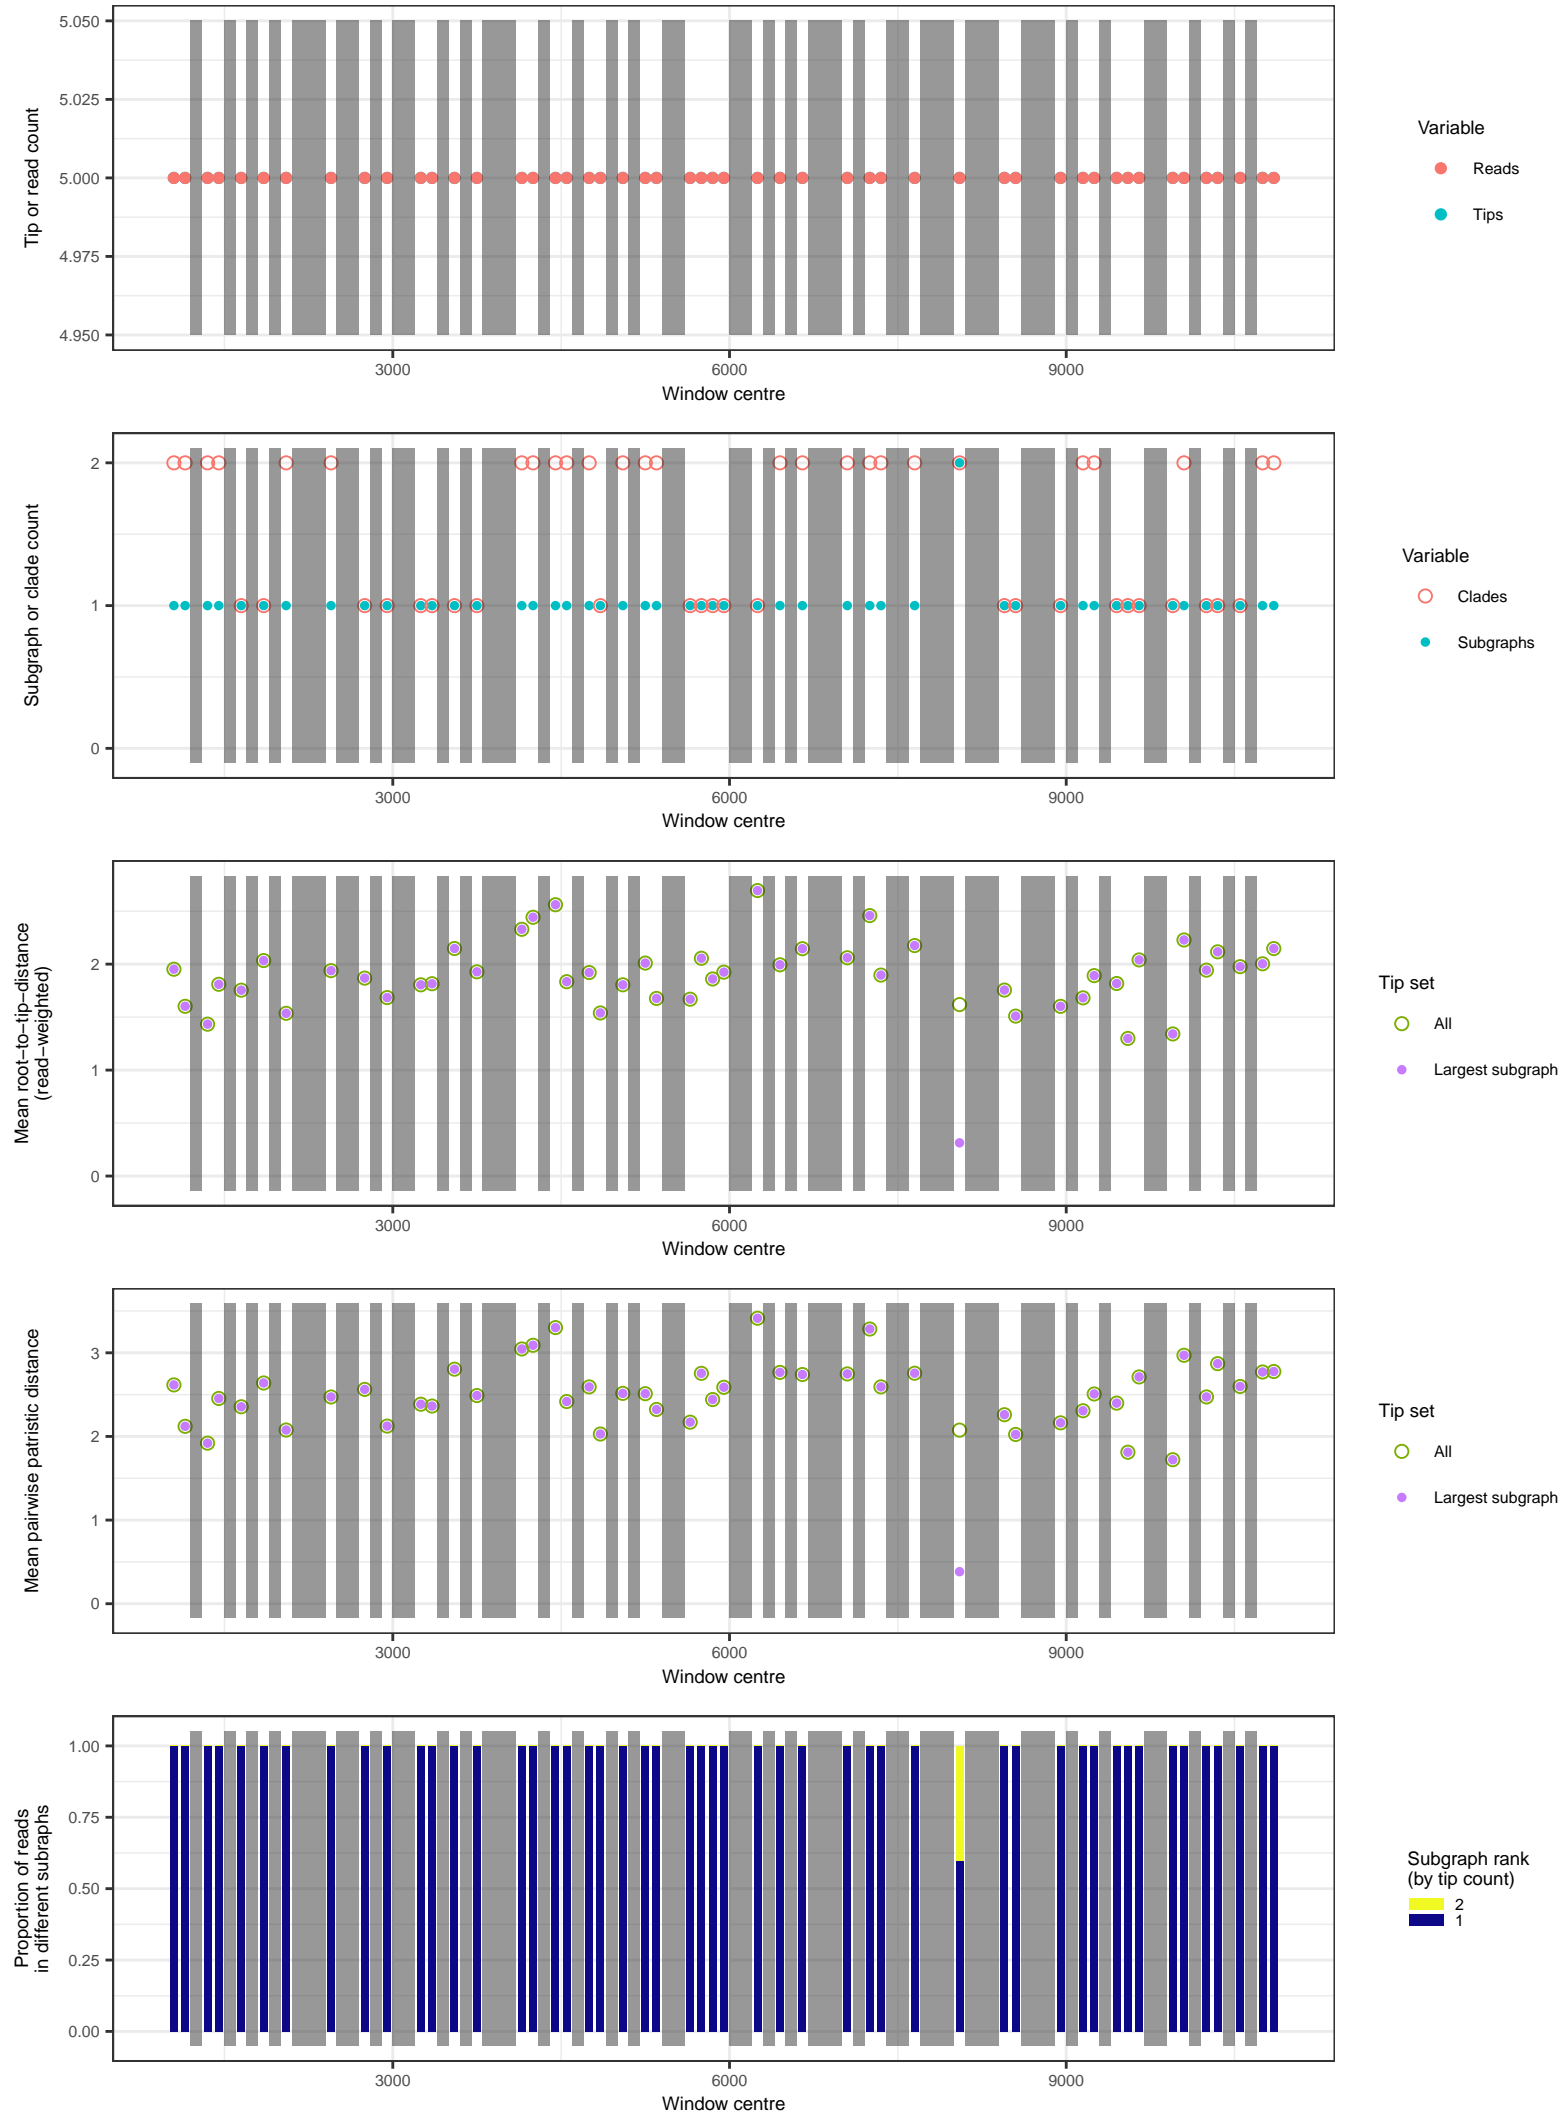 5.050
5.025
5.000
4.975
4.950
Tip or read count
3000
6000
9000
Window centre
Variable
Reads
Tips
2
1
0
Subgraph or clade count
3000
6000
9000
Window centre
Variable
Clades
Subgraphs
2
1
0
Mean root−to−tip−distance
(read−weighted)
3000
6000
9000
Window centre
Tip set
All
Largest subgraph
3
2
1
0
Mean pairwise patristic distance
3000
6000
9000
Window centre
Tip set
All
Largest subgraph
1.00
0.75
0.50
0.25
0.00
Proportion of reads
in different subraphs
3000
6000
9000
Window centre
Subgraph rank
(by tip count)
2
1